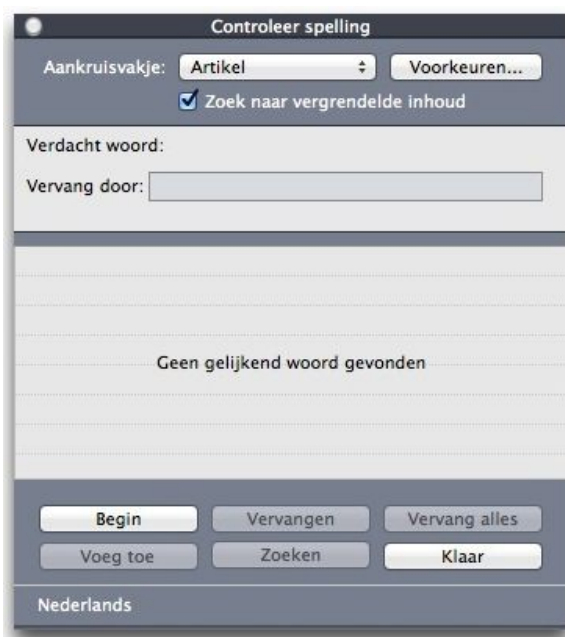 Controleer spelling
Aankruisvakje: Artikel Voorkeuren...
Zoek naar vergrendelde inhoud
Verdacht woord:
Vervang door:
Geen gelijkend woord gevonden
Begin Vervangen Vervang alles
Voeg toe Zoeken Klaar
Nederlands